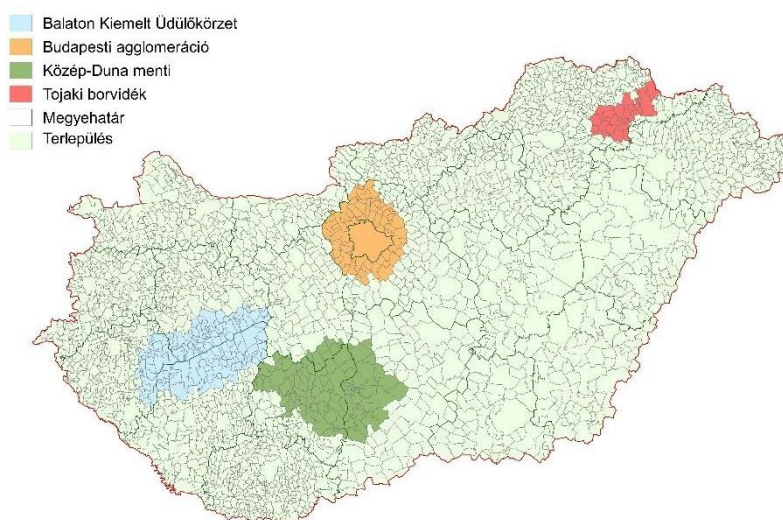 Balaton Kiemelt Üdülőkörzet
Budapesti agglomeráció
Közép-Duna menti
Tojaki borvidék
Megyehatár
Terlepülés